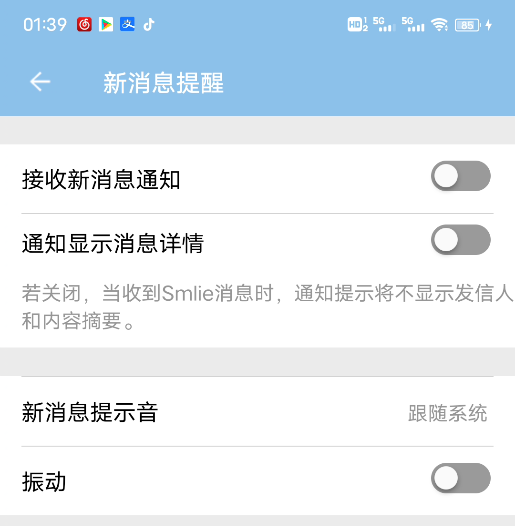 01:39 HD 1 2 5G 5G 85
新消息提醒
接收新消息通知
通知显示消息详情
若关闭，当收到Smlie消息时，通知提示将不显示发信人
和内容摘要。
新消息提示音 跟随系统
振动